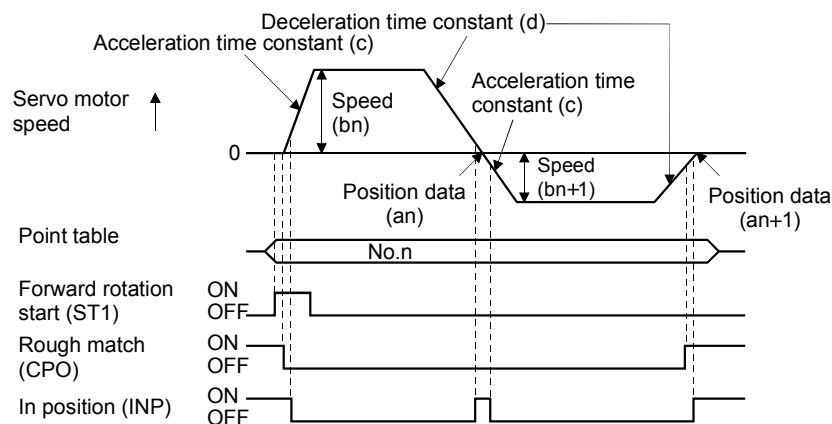 Deceleration time constant (d)
Acceleration time constant (c)
Acceleration time
constant (c)
Servo motor
speed
Speed
(bn)
0
Speed
(bn+1)
Position data
(an)
Position data
(an+1)
Point table
No.n
Forward rotation
start (ST1)
ON
OFF
Rough match
(CPO)
ON
OFF
In position (INP)
ON
OFF